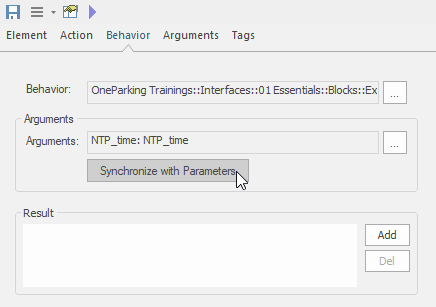 Element Action Behavior Arguments Tags
Behavior: OneParking Trainings::Interfaces::01 Essentials::Blocks::Ex ...
Arguments
Arguments: NTP_time: NTP_time ...
Synchronize with Parameters
Result
Add
Del